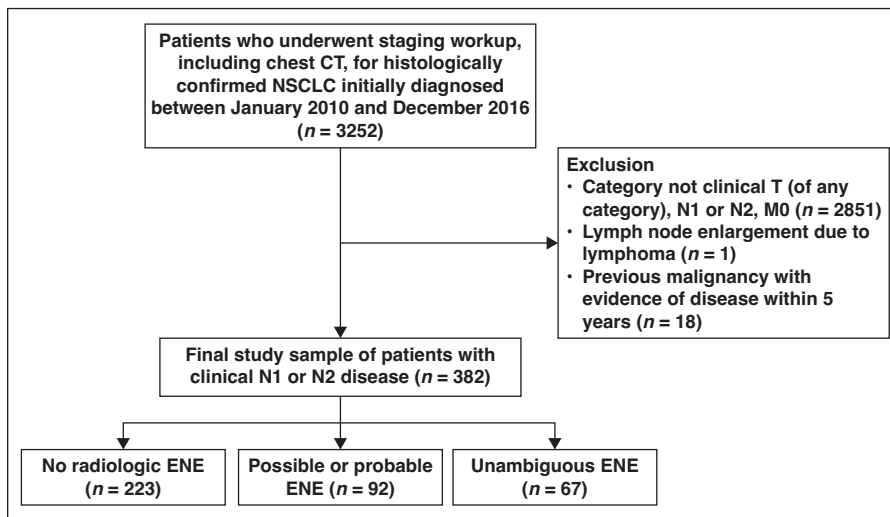 Patients who underwent staging workup,
including chest CT, for histologically
confirmed NSCLC initially diagnosed
between January 2010 and December 2016
(n = 3252)
Exclusion
• Category not clinical T (of any
category), N1 or N2, M0 (n = 2851)
• Lymph node enlargement due to
lymphoma (n = 1)
• Previous malignancy with
evidence of disease within 5
years (n = 18)
Final study sample of patients with
clinical N1 or N2 disease (n = 382)
No radiologic ENE
(n = 223)
Possible or probable
ENE (n = 92)
Unambiguous ENE
(n = 67)